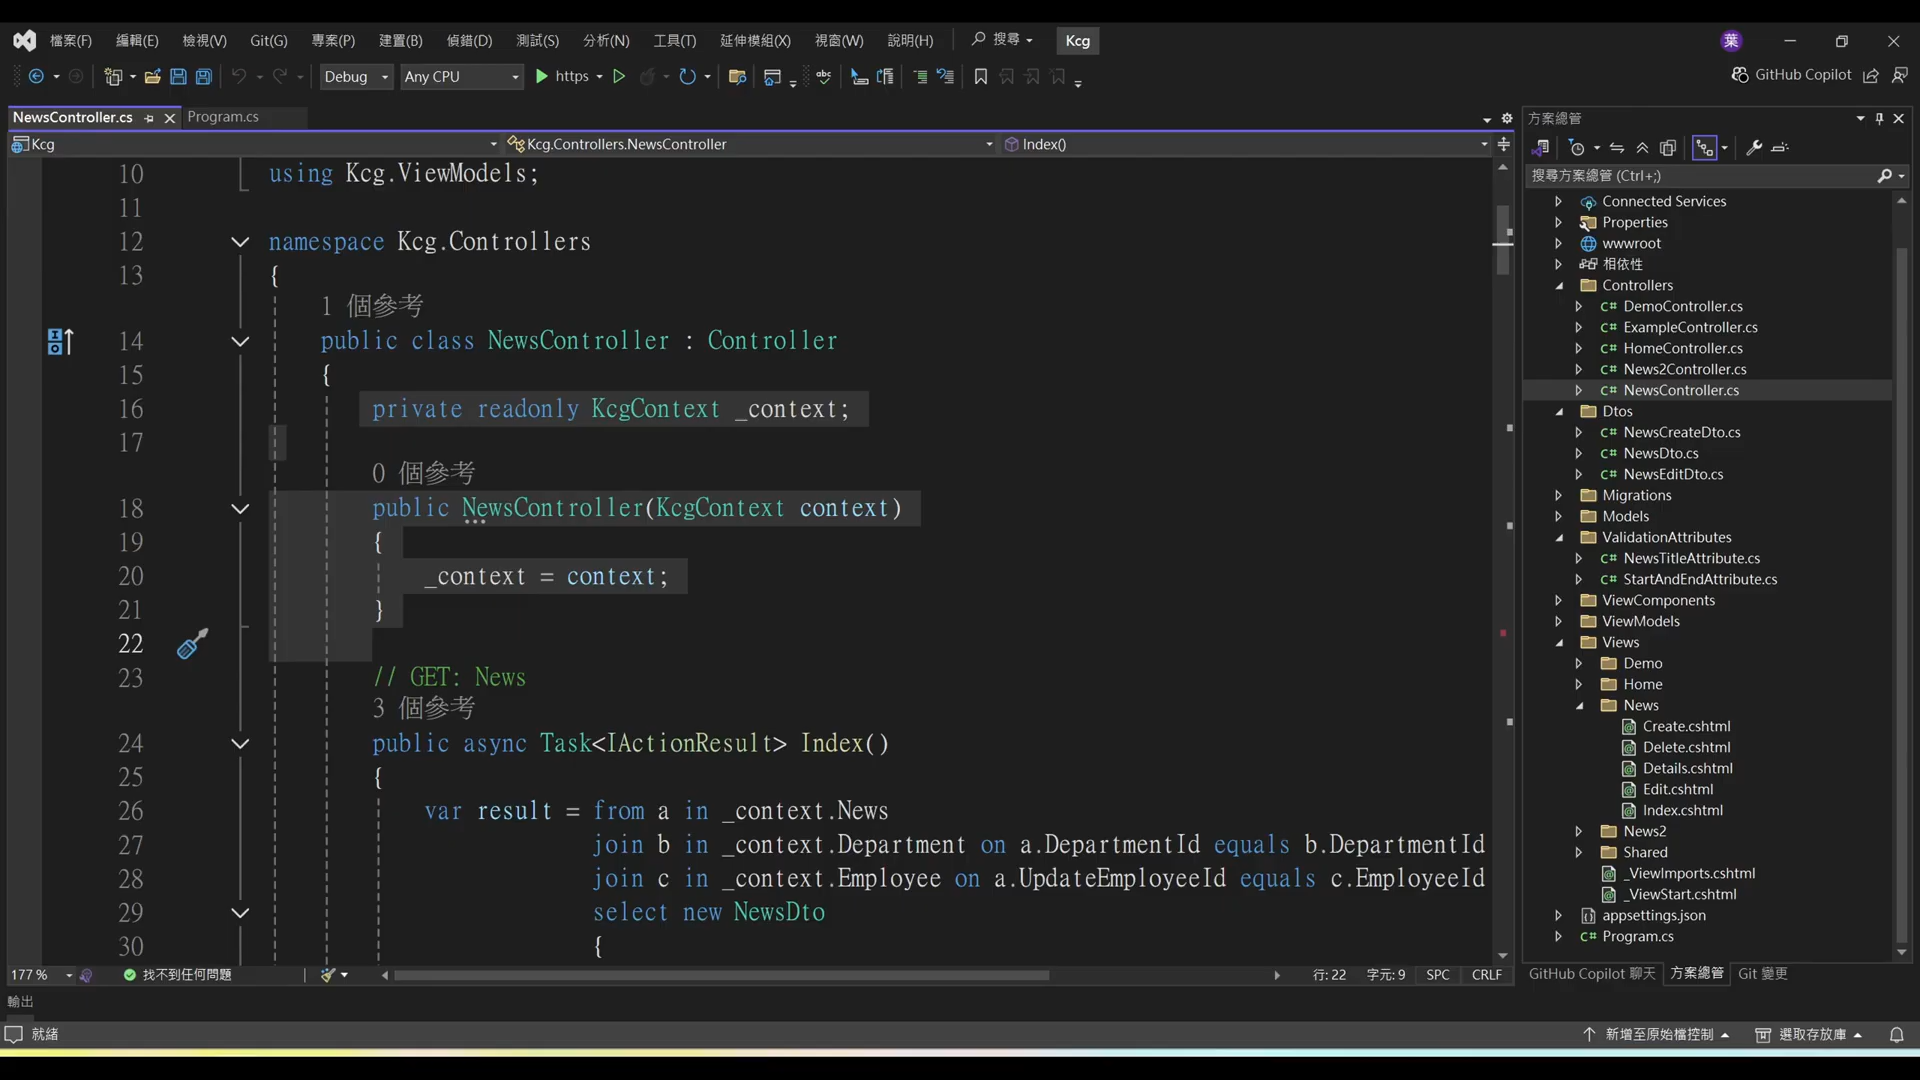 檔案(F) 編輯(E) 檢視(V) Git(G) 專案(P) 建置(B) 偵錯(D) 測試(S) 分析(N) 工具(T) 延伸模組(X) 視窗(W) 說明(H) 搜尋 Kcg 葉
Debug Any CPU https GitHub Copilot
NewsController.cs Program.cs
Kcg Kcg.Controllers.NewsController Index()
10 using Kcg.ViewModels;
11
12 namespace Kcg.Controllers
13 {
1 個參考
14 public class NewsController : Controller
15 {
16 private readonly KcgContext _context;
17
0 個參考
18 public NewsController(KcgContext context)
19 {
20 _context = context;
21 }
22
23 // GET: News
3 個參考
24 public async Task<IActionResult> Index()
25 {
26 var result = from a in _context.News
27 join b in _context.Department on a.DepartmentId equals b.DepartmentId
28 join c in _context.Employee on a.UpdateEmployeeId equals c.EmployeeId
29 select new NewsDto
30 {
177 % 找不到任何問題 行: 22 字元: 9 SPC CRLF
輸出
就緒
方案總管
搜尋方案總管 (Ctrl+;)
Connected Services
Properties
wwwroot
相依性
Controllers
C# DemoController.cs
C# ExampleController.cs
C# HomeController.cs
C# News2Controller.cs
C# NewsController.cs
Dtos
C# NewsCreateDto.cs
C# NewsDto.cs
C# NewsEditDto.cs
Migrations
Models
ValidationAttributes
C# NewsTitleAttribute.cs
C# StartAndEndAttribute.cs
ViewComponents
ViewModels
Views
Demo
Home
News
Create.cshtml
Delete.cshtml
Details.cshtml
Edit.cshtml
Index.cshtml
News2
Shared
_ViewImports.cshtml
_ViewStart.cshtml
appsettings.json
C# Program.cs
GitHub Copilot 聊天 方案總管 Git 變更
新增至原始檔控制 選取存放庫